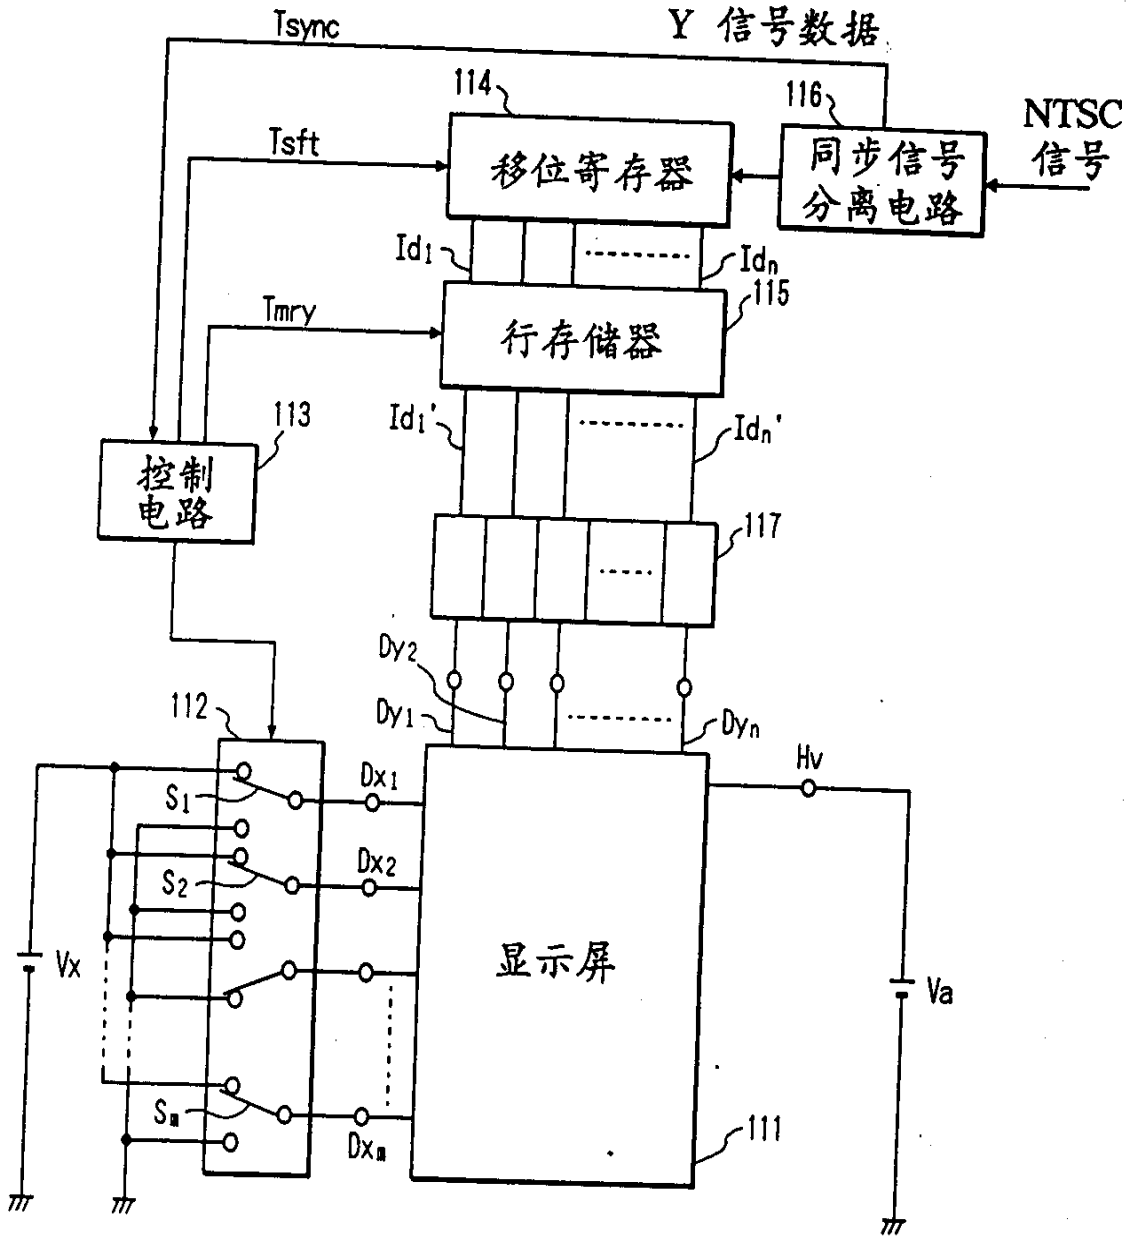 Tsync
Y 信号数据
114
116
NTSC
信号
Tsft
移位寄存器
同步信号
分离电路
Id1
Idn
115
Tmry
行存储器
Id1'
Idn'
113
控制
电路
117
Dy2
Dy1
Dyn
112
Hv
S1
Dx1
S2
Dx2
Vx
显示屏
Va
Sm
Dxm
111